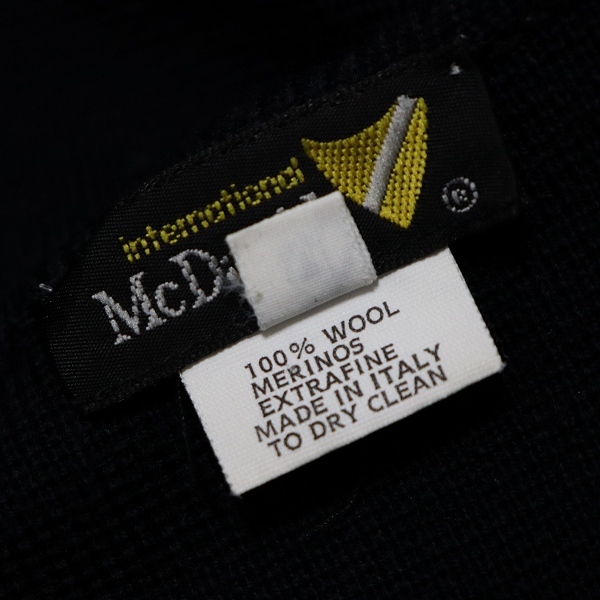 international
®
100% WOOL
MERINOS
EXTRAFINE
MADE IN ITALY
TO DRY CLEAN